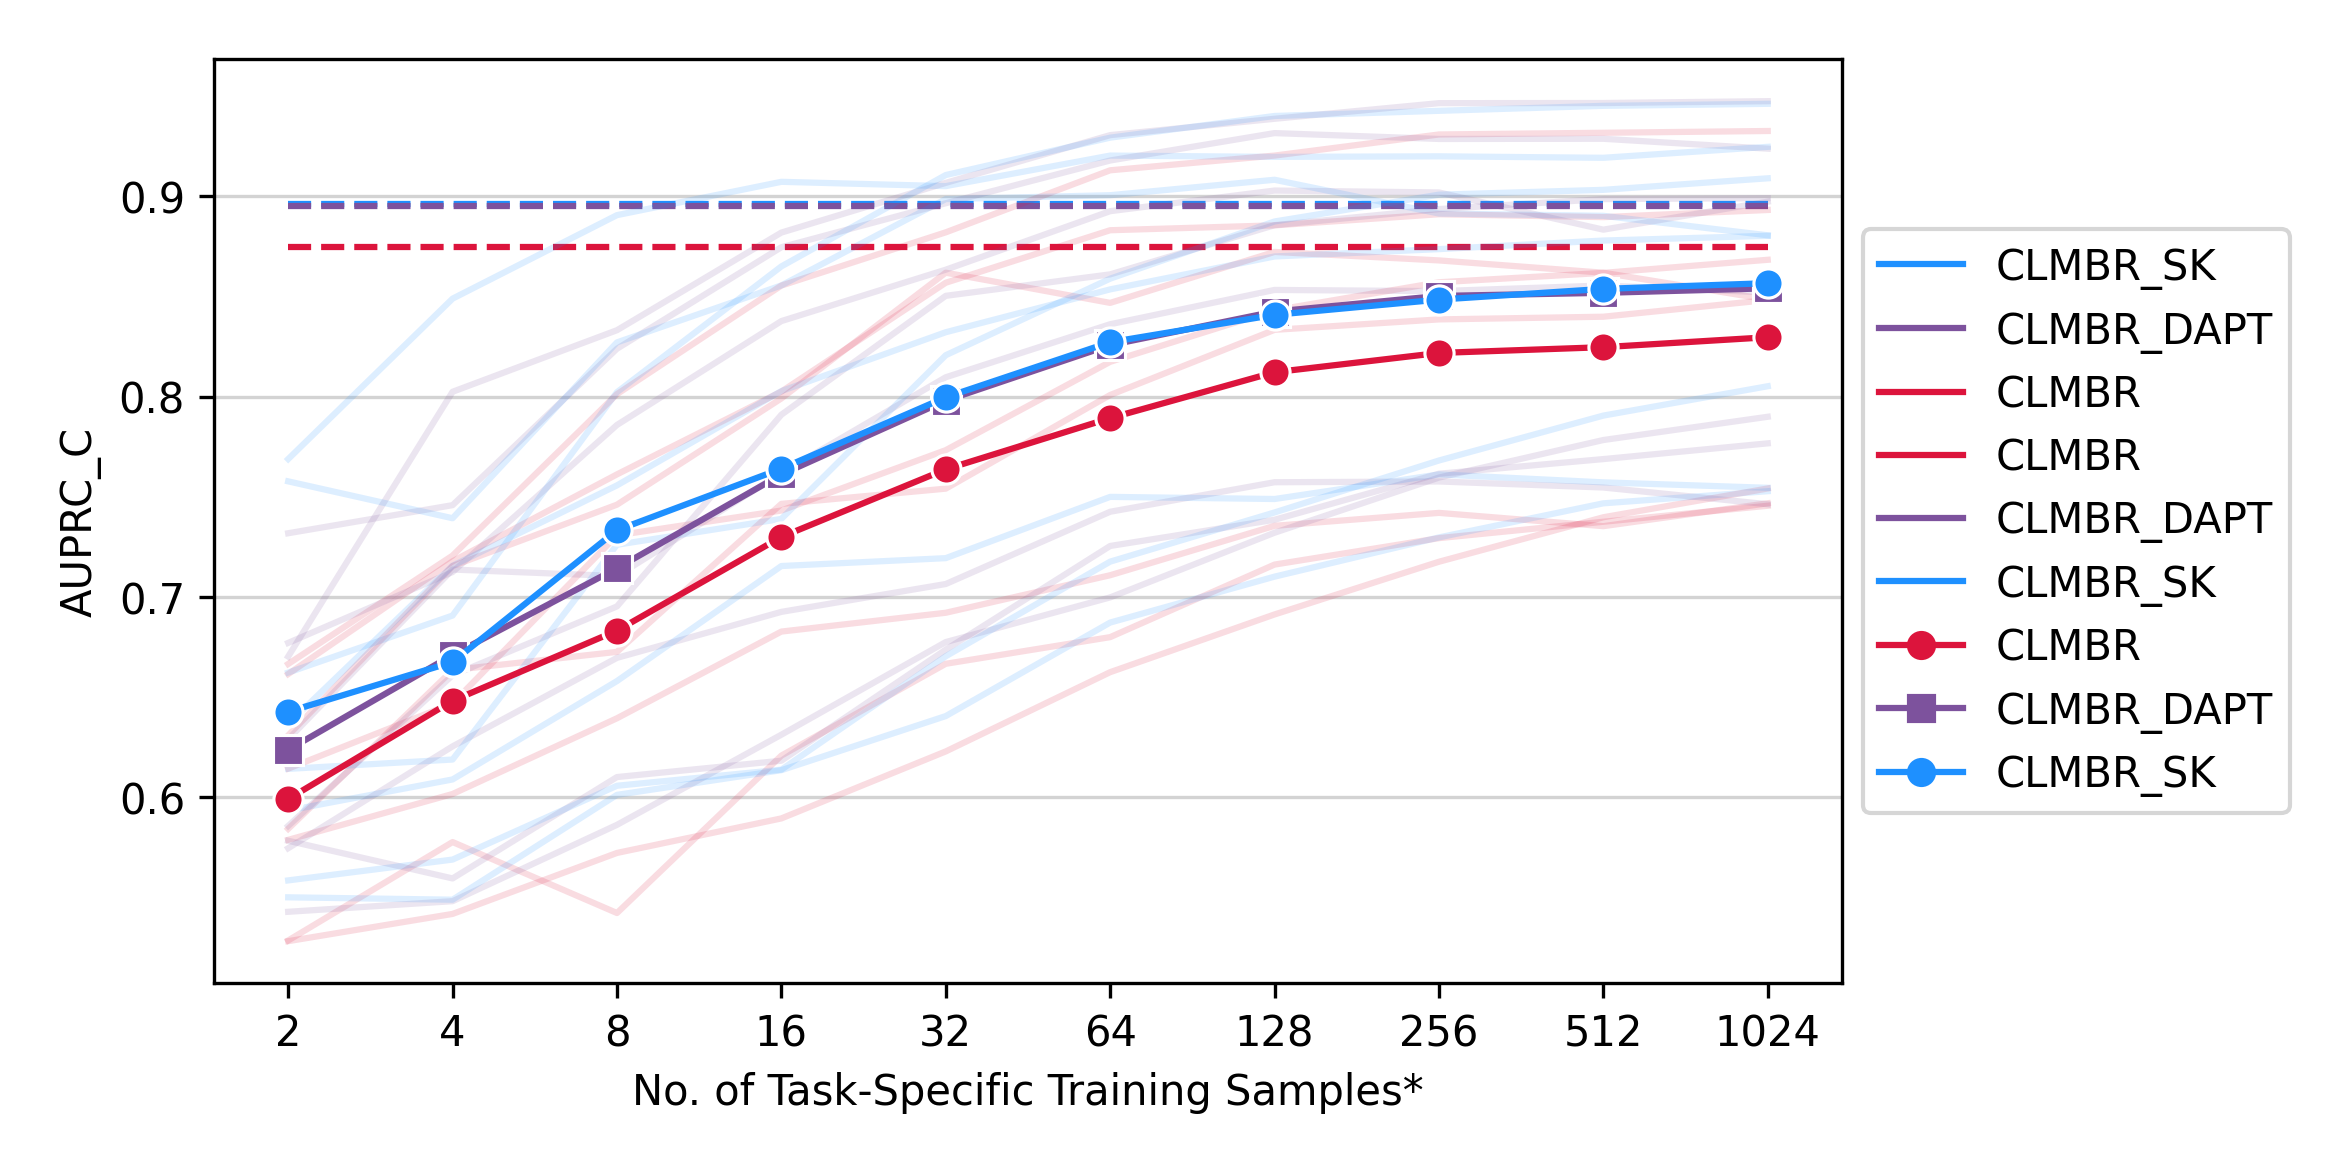 AUPRC_C
0.9
0.8
0.7
0.6
2 4 8 16 32 64 128 256 512 1024
No. of Task-Specific Training Samples*
CLMBR_SK
CLMBR_DAPT
CLMBR
CLMBR
CLMBR_DAPT
CLMBR_SK
CLMBR
CLMBR_DAPT
CLMBR_SK